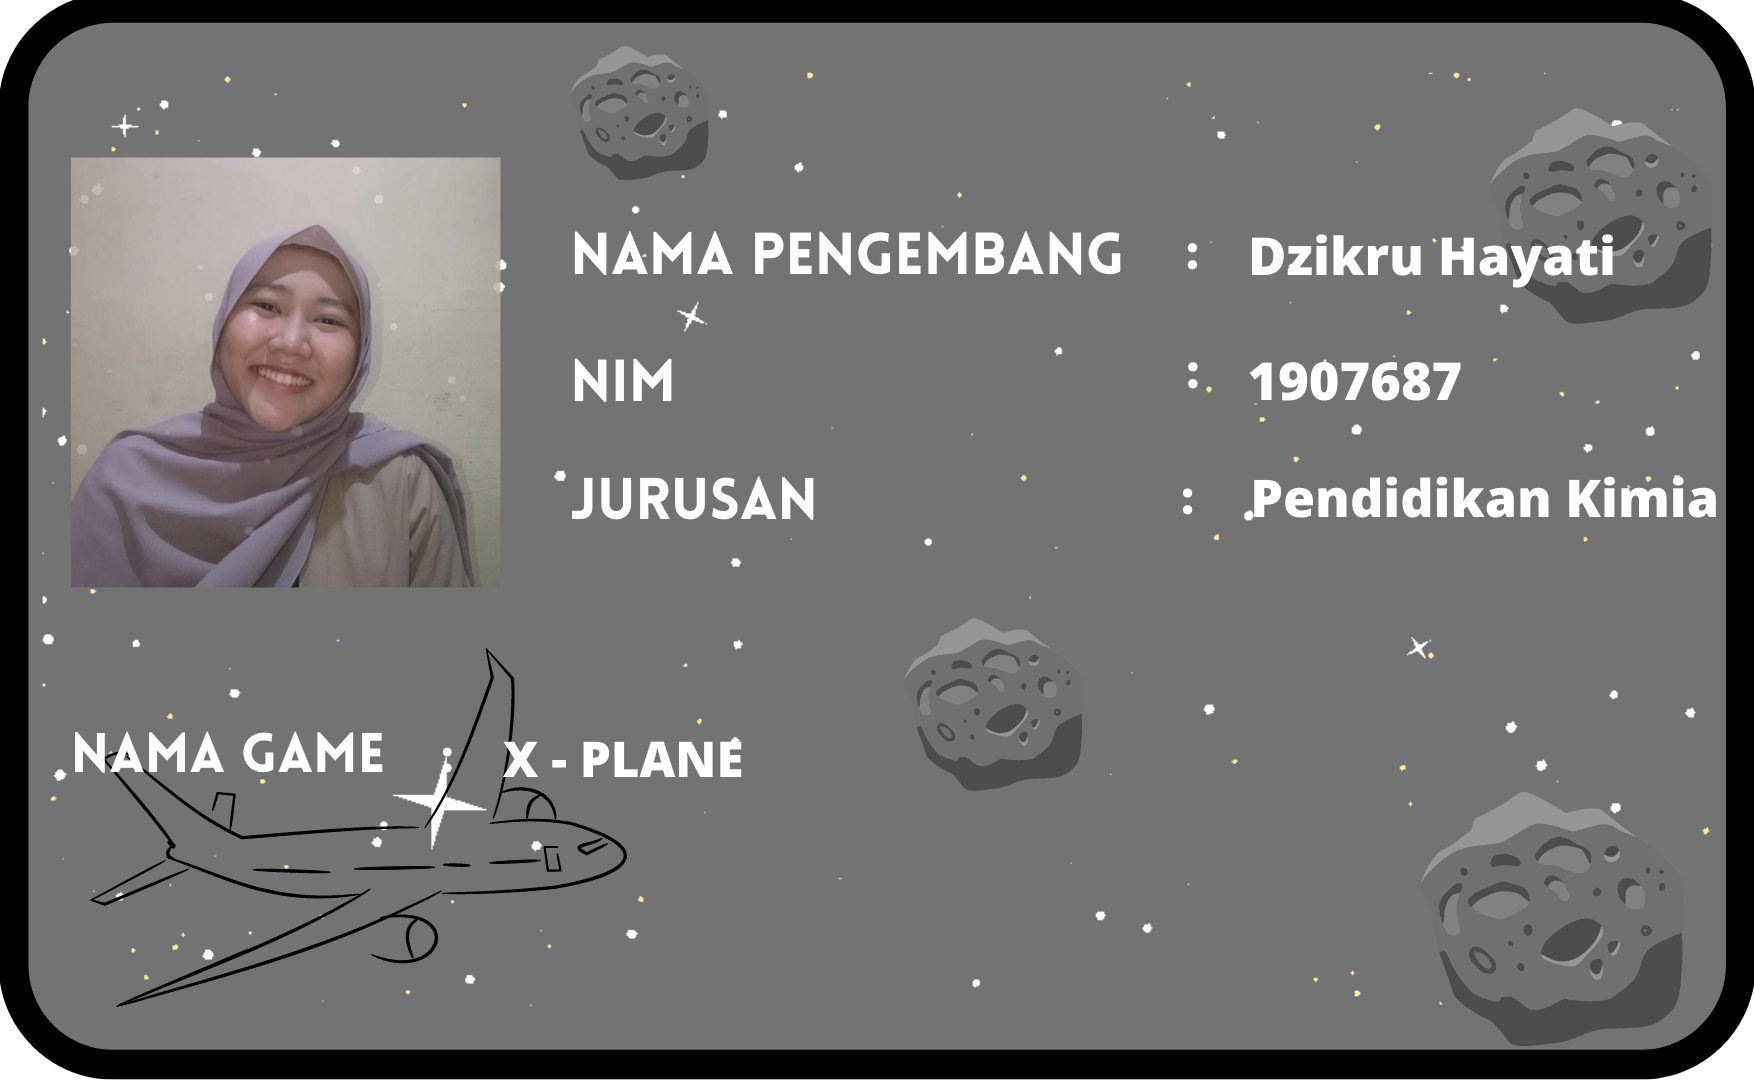 NAMA PENGEMBANG : Dzikru Hayati
NIM : 1907687
JURUSAN : Pendidikan Kimia
NAMA GAME : X - PLANE